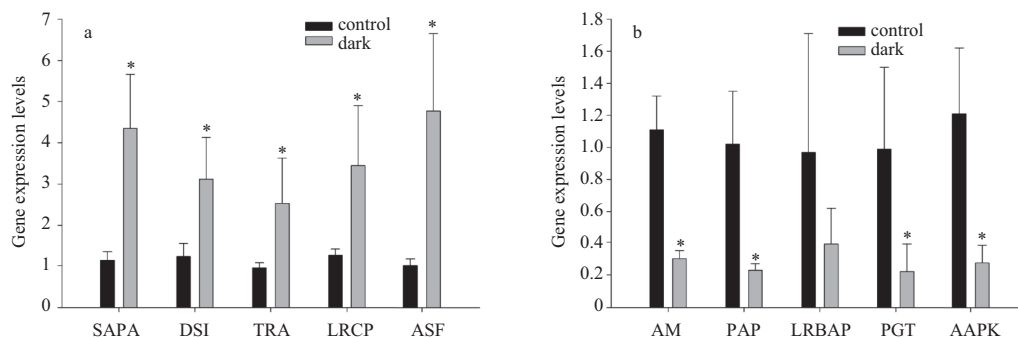 a
control
dark
Gene expression levels
7
6
5
4
3
2
1
0
* * * * *
SAPA DSI TRA LRCP ASF
b
control
dark
Gene expression levels
1.8
1.6
1.4
1.2
1.0
0.8
0.6
0.4
0.2
0
* * * *
AM PAP LRBAP PGT AAPK